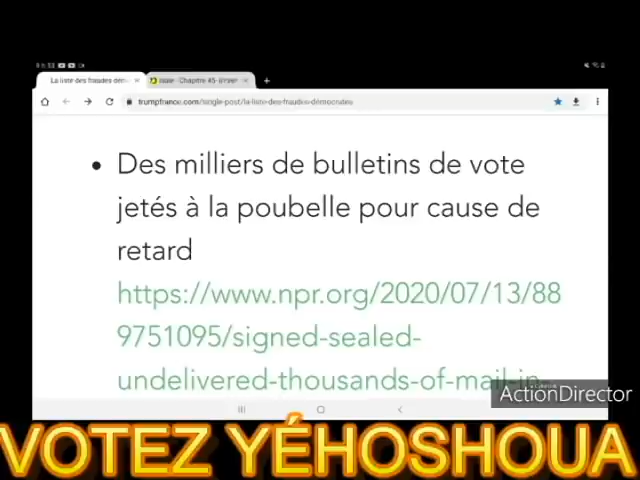 La liste des fraudes dém
trumpfrance.com/single-post/la-liste-des-fraudes-démocrates
• Des milliers de bulletins de vote
jetés à la poubelle pour cause de
retard
https://www.npr.org/2020/07/13/88
9751095/signed-sealed-
undelivered-thousands-of-mail-in-
ActionDirector
VOTEZ YÉHOSHOUA